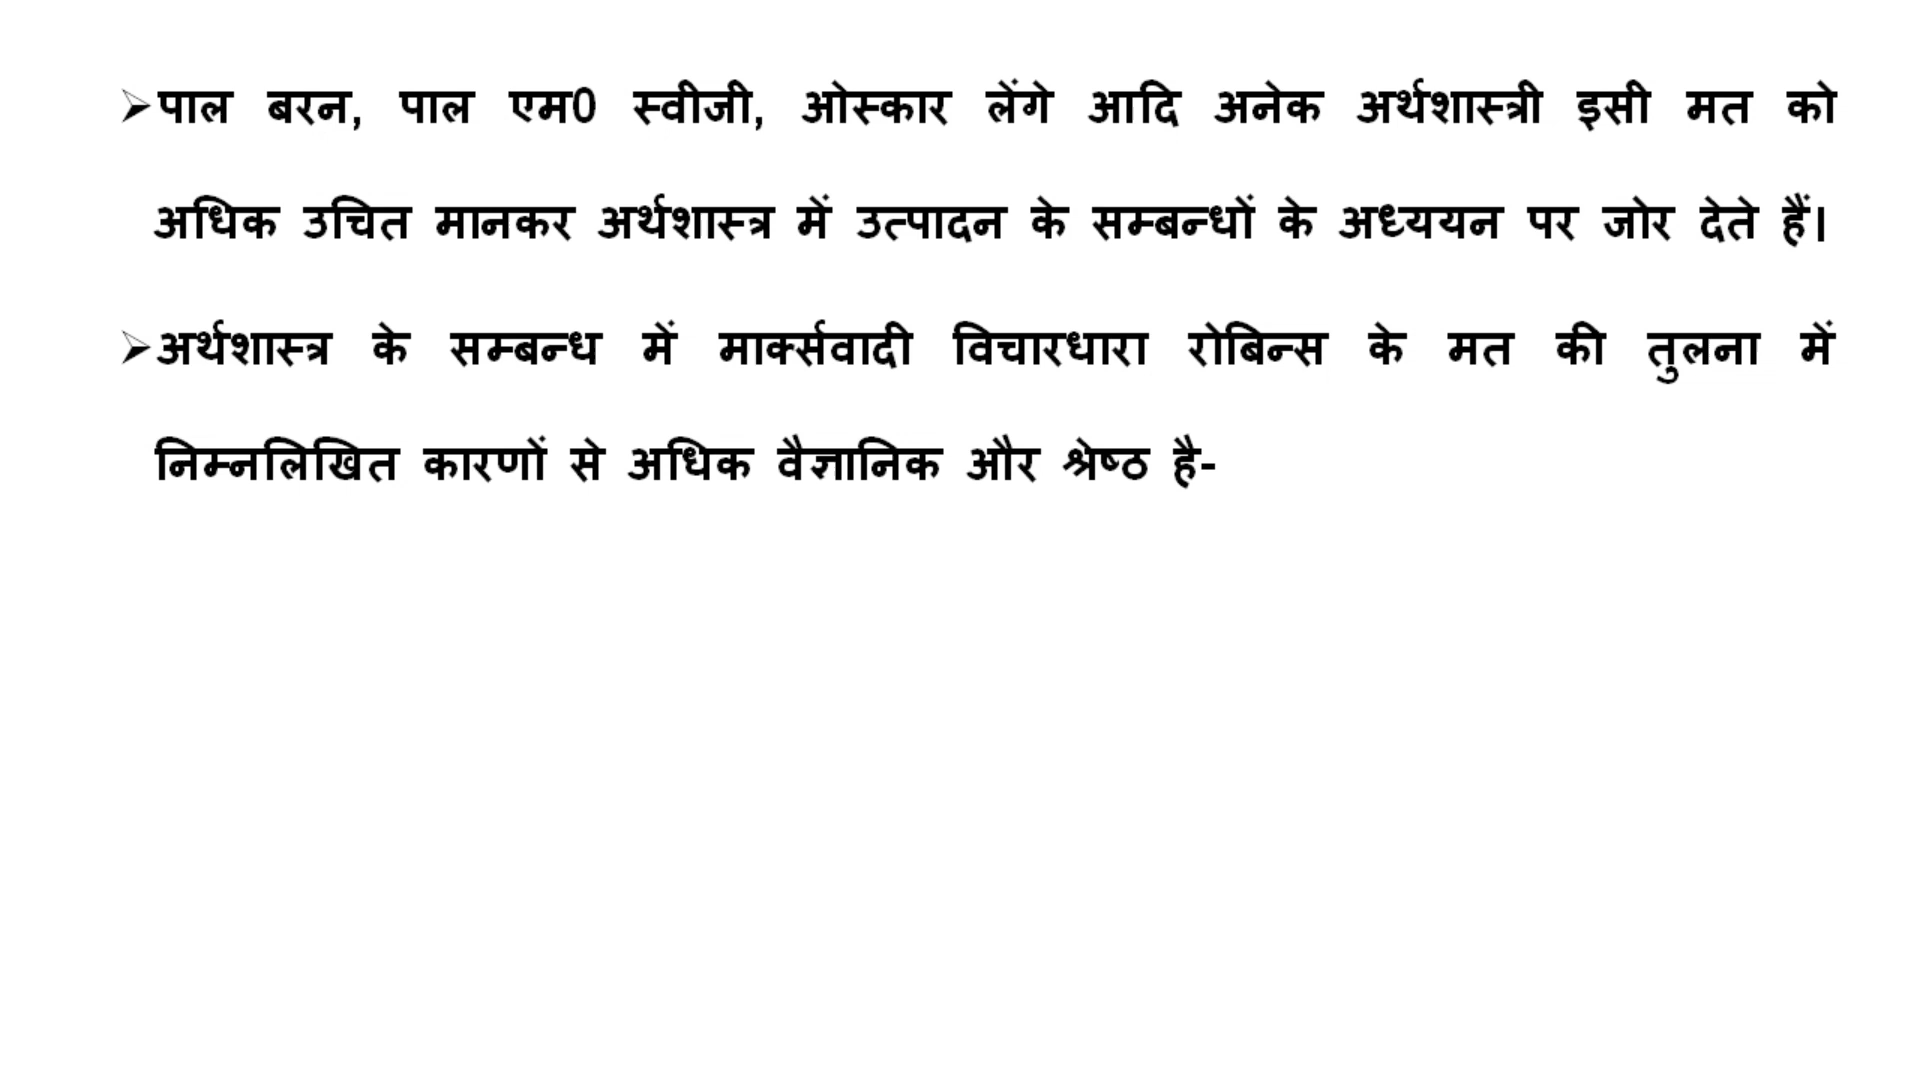 ➢पाल बरन, पाल एम0 स्वीजी, ओस्कार लेंगे आदि अनेक अर्थशास्त्री इसी मत को
अधिक उचित मानकर अर्थशास्त्र में उत्पादन के सम्बन्धों के अध्ययन पर जोर देते हैं।
➢अर्थशास्त्र के सम्बन्ध में मार्क्सवादी विचारधारा रोबिन्स के मत की तुलना में
निम्नलिखित कारणों से अधिक वैज्ञानिक और श्रेष्ठ है-